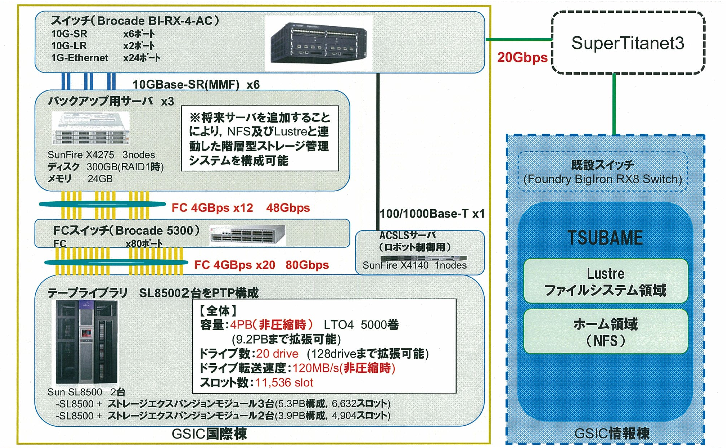 スイッチ（Brocade BI-RX-4-AC）
10G-SR x6ポート
10G-LR x2ポート
1G-Ethernet x24ポート
20Gbps
SuperTitanet3
10GBase-SR(MMF) x6
バックアップ用サーバ x3
SunFire X4275 3nodes
ディスク 300GB(RAID1時)
メモリ 24GB
※将来サーバを追加すること
により、NFS及びLustreと連
動した階層型ストレージ管理
システムを構成可能
FC 4GBps x12 48Gbps
100/1000Base-T x1
FCスイッチ（Brocade 5300）
FC x80ポート
ACSLSサーバ
（ロボット制御用）
SunFire X4140 1nodes
FC 4GBps x20 80Gbps
テープライブラリ SL8500２台をPTP構成
【全体】
容量：4PB（非圧縮時） LTO4 5000巻
(9.2PBまで拡張可能)
ドライブ数：20 drive (128driveまで拡張可能)
ドライブ転送速度：120MB/s(非圧縮時)
スロット数：11,536 slot
Sun SL8500 2台
-SL8500 + ストレージエクスパンションモジュール３台(5.3PB構成, 6,632スロット)
-SL8500 + ストレージエクスパンションモジュール２台(3.9PB構成, 4,904スロット)
GSIC国際棟
既設スイッチ
(Foundry BigIron RX8 Switch)
TSUBAME
Lustre
ファイルシステム領域
ホーム領域
（NFS）
GSIC情報棟